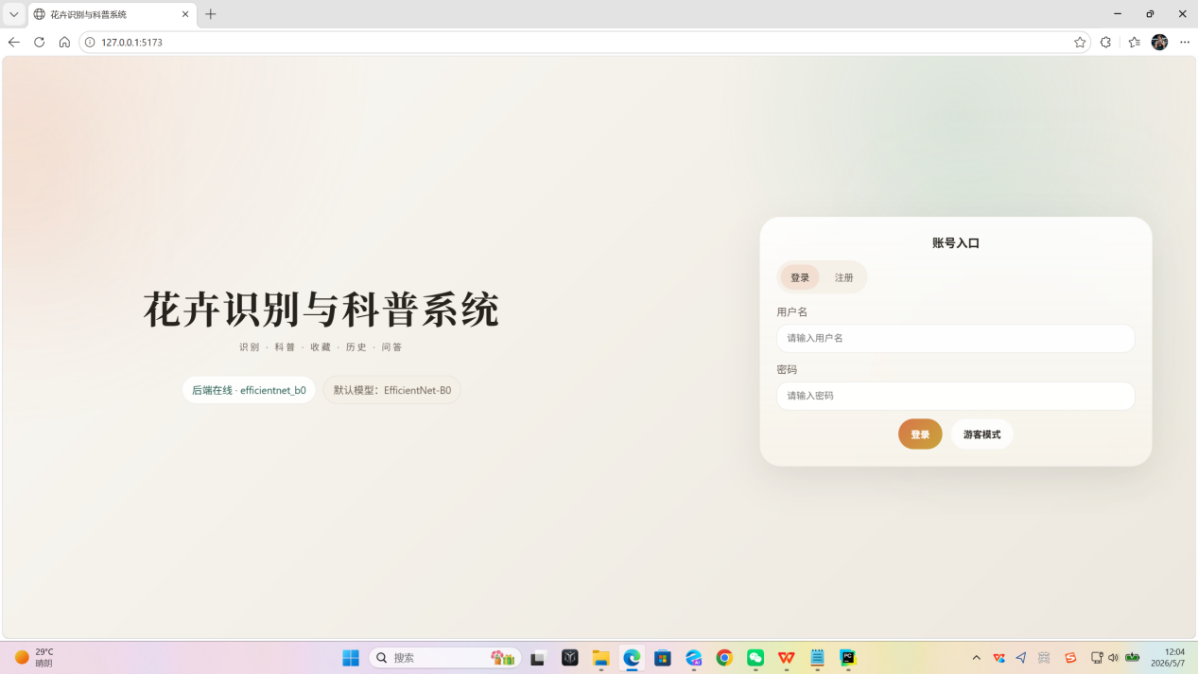 花卉识别与科普系统
127.0.0.1:5173
花卉识别与科普系统
识别 · 科普 · 收藏 · 历史 · 问答
后端在线 · efficientnet_b0
默认模型：EfficientNet-B0
账号入口
登录
注册
用户名
请输入用户名
密码
请输入密码
登录
游客模式
29°C
晴朗
搜索
英
12:04
2026/5/7